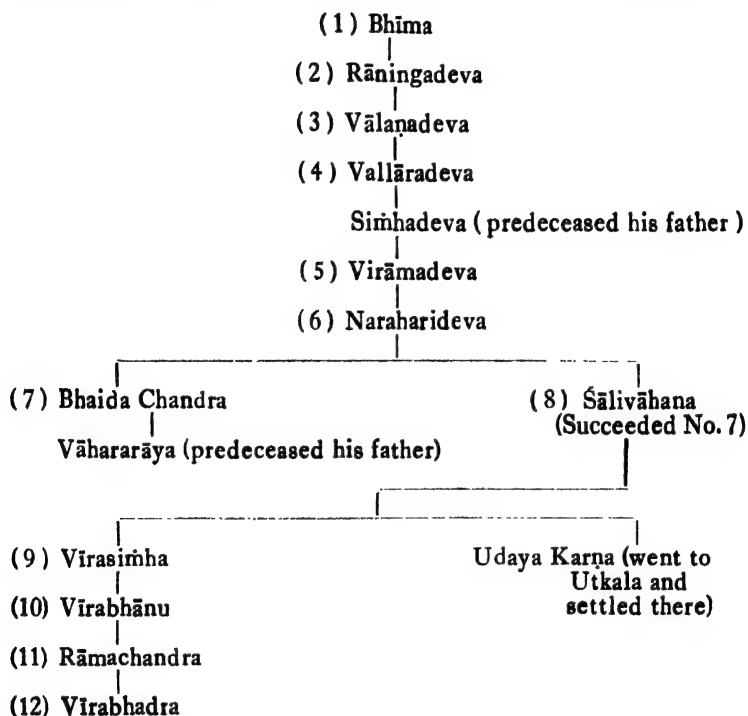 (1) Bhīma
(2) Rāningadeva
(3) Vālaṇadeva
(4) Vallāradeva
Siṁhadeva ( predeceased his father )
(5) Virāmadeva
(6) Naraharideva
(7) Bhaida Chandra
(8) Śālivāhana
(Succeeded No. 7)
Vāhararāya (predeceased his father)
(9) Vīrasiṁha
Udaya Karṇa (went to
Utkala and
settled there)
(10) Vīrabhānu
(11) Rāmachandra
(12) Vīrabhadra